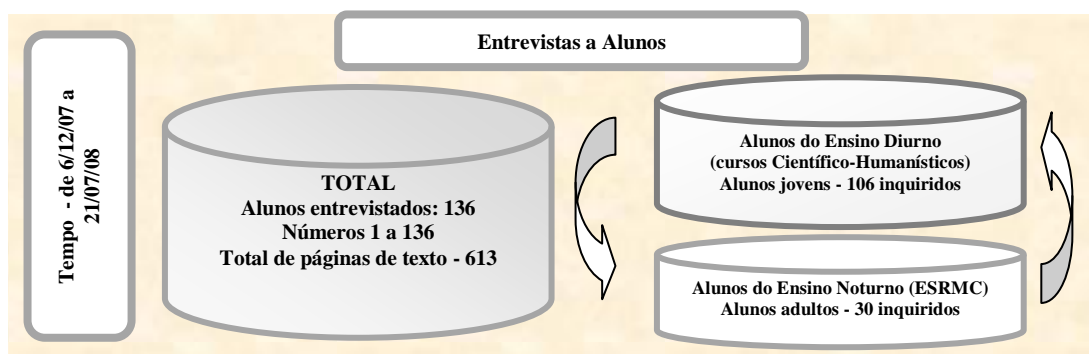 Entrevistas a Alunos
Tempo - de 6/12/07 a
21/07/08
TOTAL
Alunos entrevistados: 136
Números 1 a 136
Total de páginas de texto - 613
Alunos do Ensino Diurno
(cursos Científico-Humanísticos)
Alunos jovens - 106 inquiridos
Alunos do Ensino Noturno (ESRMC)
Alunos adultos - 30 inquiridos